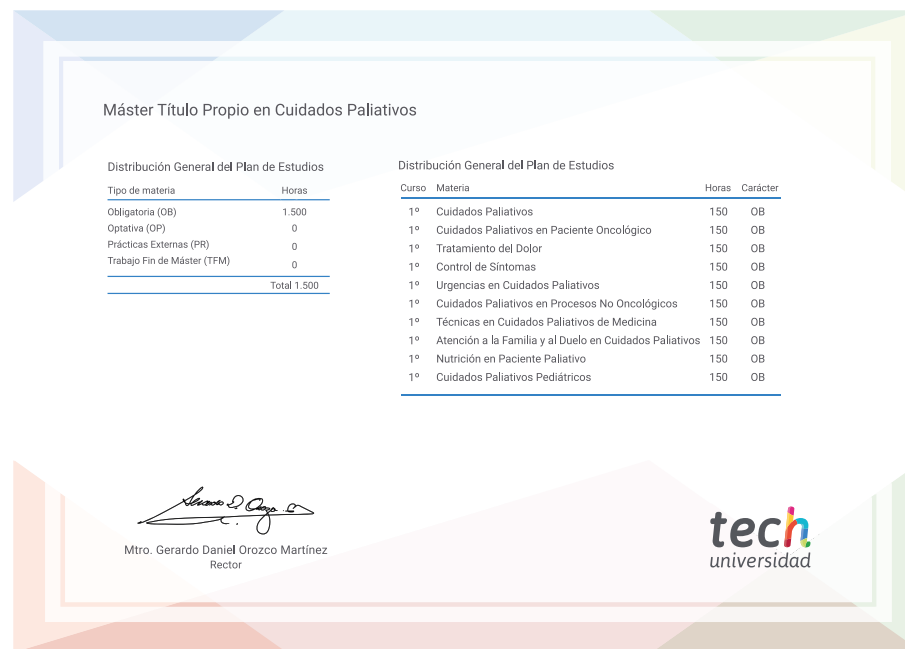 Máster Título Propio en Cuidados Paliativos
Distribución General del Plan de Estudios
Tipo de materia Horas
Obligatoria (OB) 1.500
Optativa (OP) 0
Prácticas Externas (PR) 0
Trabajo Fin de Máster (TFM) 0
Total 1.500
Distribución General del Plan de Estudios
Curso Materia Horas Carácter
1º Cuidados Paliativos 150 OB
1º Cuidados Paliativos en Paciente Oncológico 150 OB
1º Tratamiento del Dolor 150 OB
1º Control de Síntomas 150 OB
1º Urgencias en Cuidados Paliativos 150 OB
1º Cuidados Paliativos en Procesos No Oncológicos 150 OB
1º Técnicas en Cuidados Paliativos de Medicina 150 OB
1º Atención a la Familia y al Duelo en Cuidados Paliativos 150 OB
1º Nutrición en Paciente Paliativo 150 OB
1º Cuidados Paliativos Pediátricos 150 OB
Mtro. Gerardo Daniel Orozco Martínez
Rector
tech
universidad